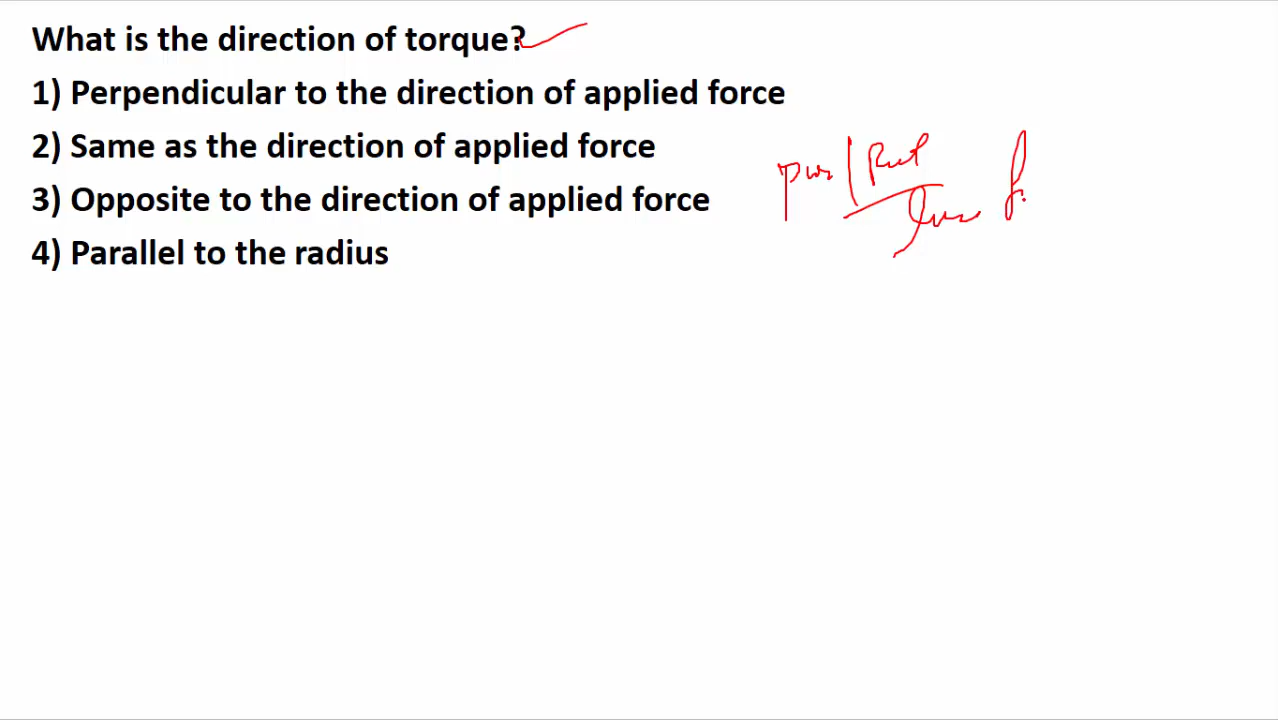 What is the direction of torque?
1) Perpendicular to the direction of applied force
2) Same as the direction of applied force
3) Opposite to the direction of applied force
4) Parallel to the radius